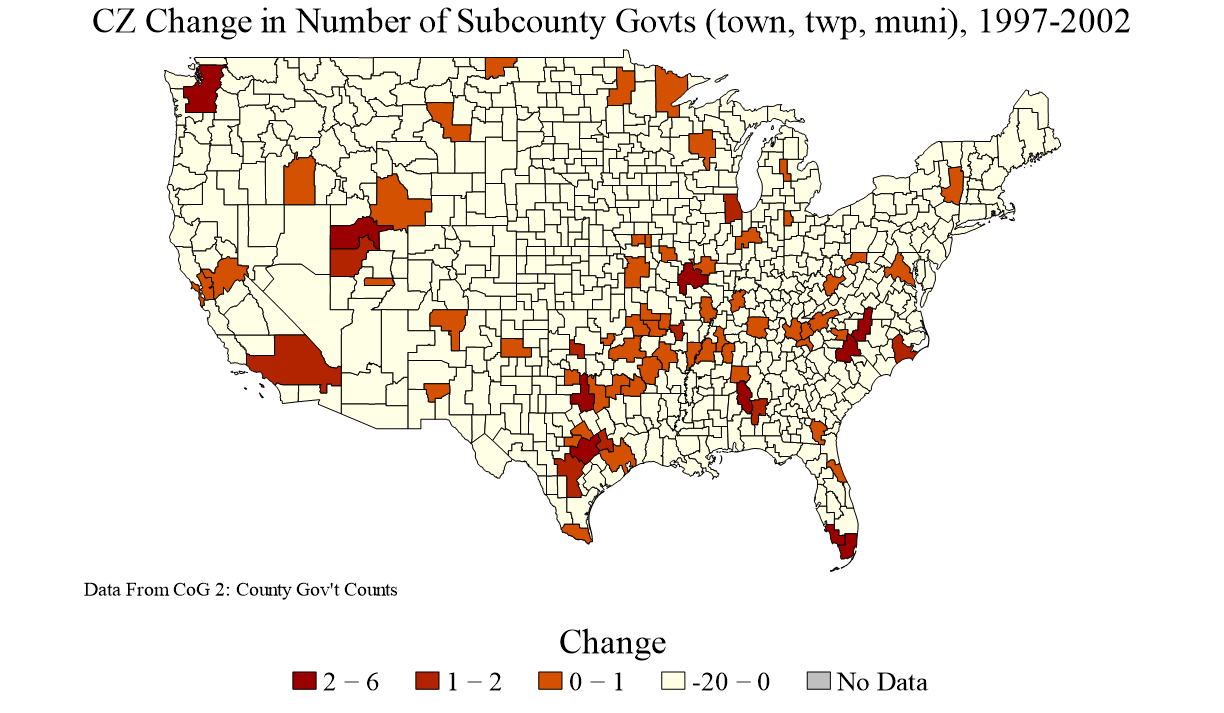 CZ Change in Number of Subcounty Govts (town, twp, muni), 1997-2002
Data From CoG 2: County Gov't Counts
Change
2 − 6 1 − 2 0 − 1 -20 − 0 No Data